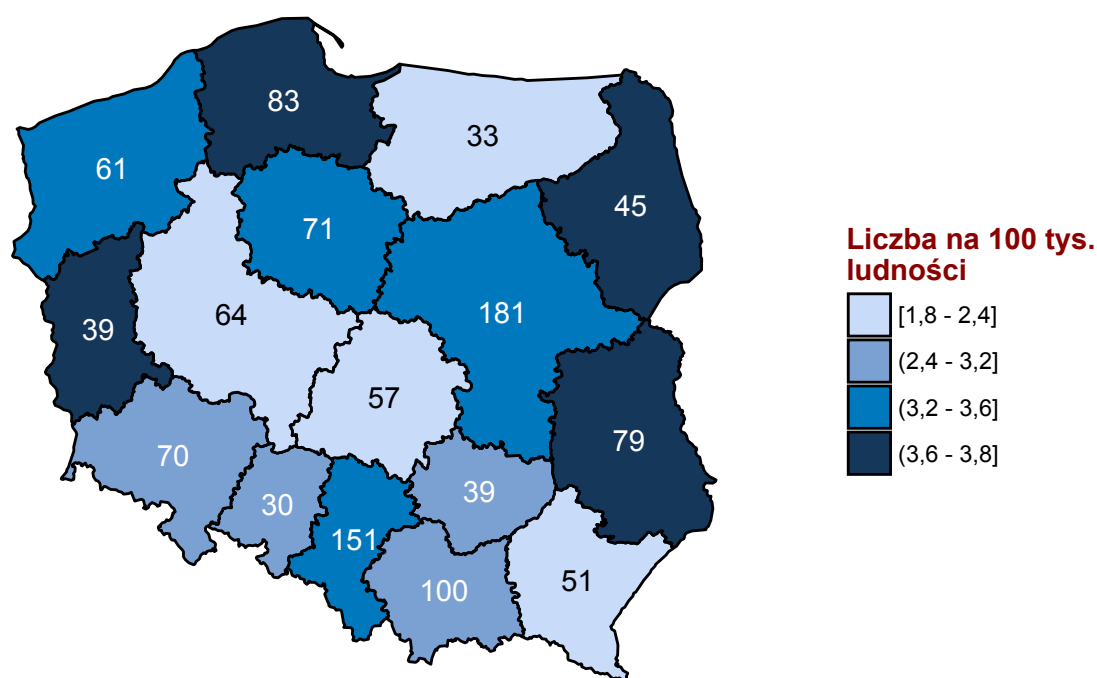 83
33
61
45
71
64
181
39
57
79
70
39
30
151
100
51
Liczba na 100 tys.
ludności
[1,8 - 2,4]
(2,4 - 3,2]
(3,2 - 3,6]
(3,6 - 3,8]